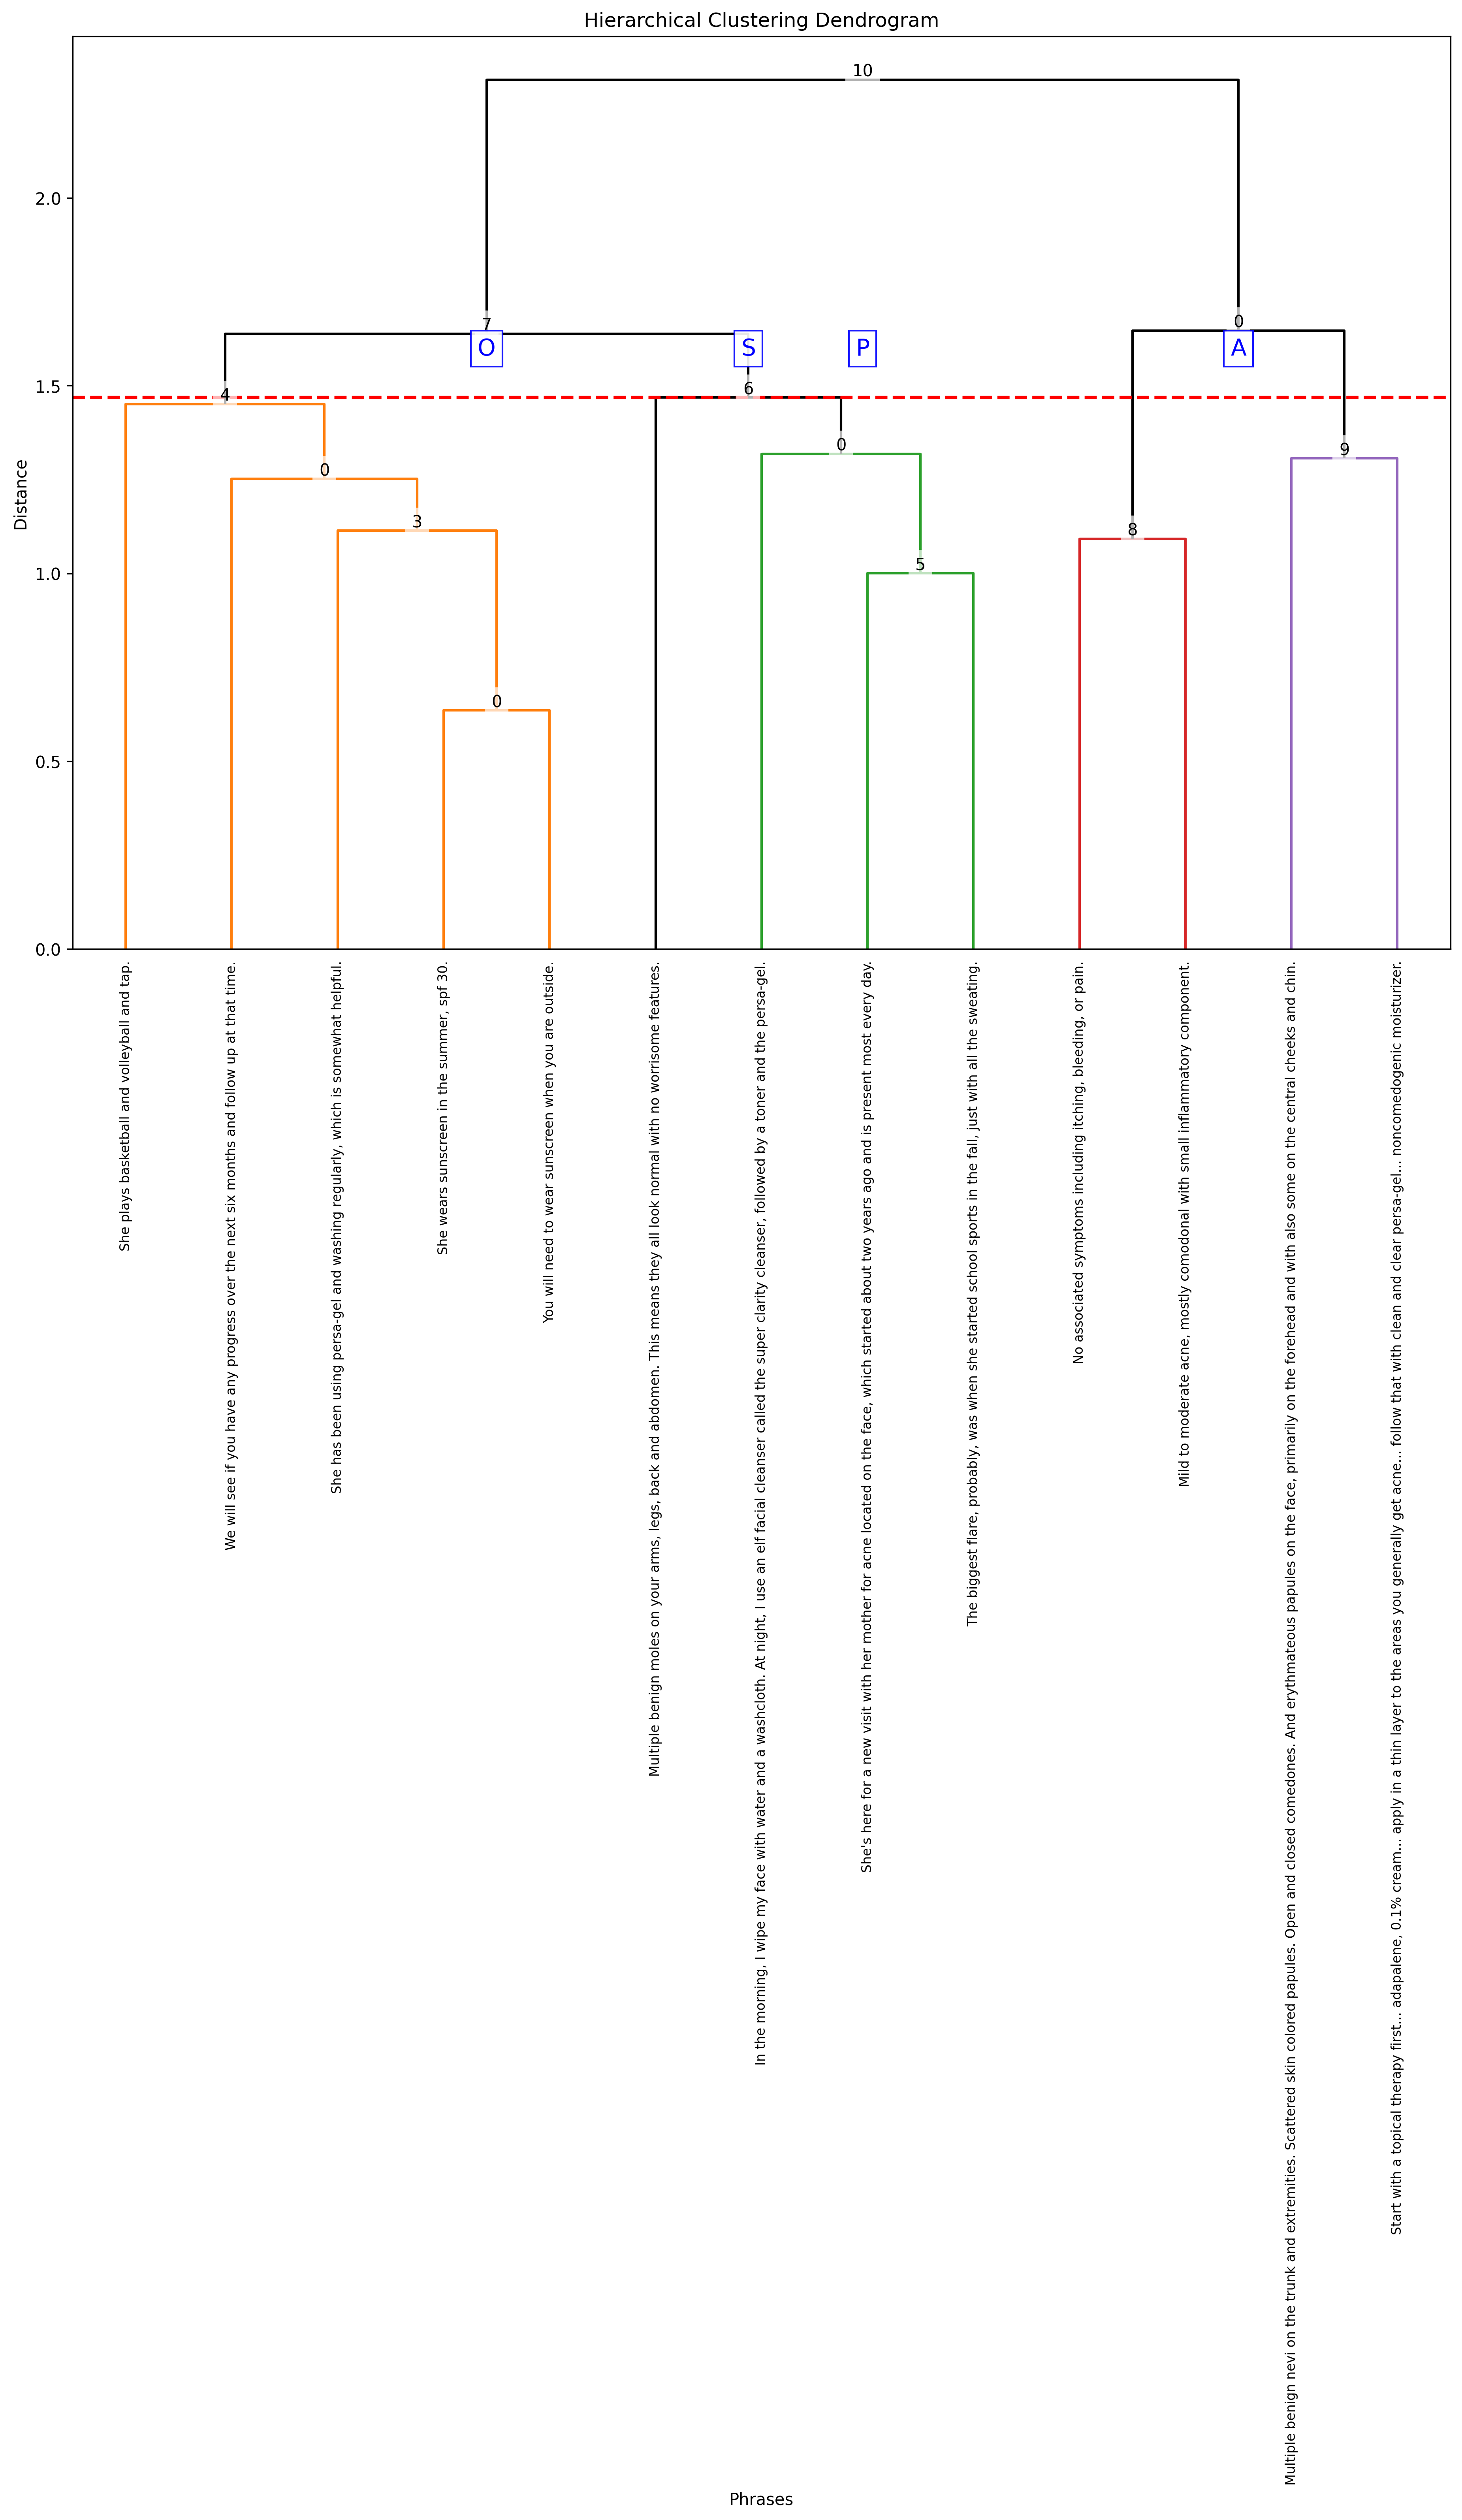 Hierarchical Clustering Dendrogram
10
2.0
7
0
O
S
P
A
1.5
4
6
0
9
0
Distance
3
8
1.0
5
0
0.5
0.0
She plays basketball and volleyball and tap.
We will see if you have any progress over the next six months and follow up at that time.
She has been using persa-gel and washing regularly, which is somewhat helpful.
She wears sunscreen in the summer, spf 30.
You will need to wear sunscreen when you are outside.
Multiple benign moles on your arms, legs, back and abdomen. This means they all look normal with no worrisome features.
In the morning, I wipe my face with water and a washcloth. At night, I use an elf facial cleanser called the super clarity cleanser, followed by a toner and the persa-gel.
She's here for a new visit with her mother for acne located on the face, which started about two years ago and is present most every day.
The biggest flare, probably, was when she started school sports in the fall, just with all the sweating.
No associated symptoms including itching, bleeding, or pain.
Mild to moderate acne, mostly comodonal with small inflammatory component.
Multiple benign nevi on the trunk and extremities. Scattered skin colored papules. Open and closed comedones. And erythmateous papules on the face, primarily on the forehead and with also some on the central cheeks and chin.
Start with a topical therapy first... adapalene, 0.1% cream... apply in a thin layer to the areas you generally get acne... follow that with clean and clear persa-gel... noncomedogenic moisturizer.
Phrases